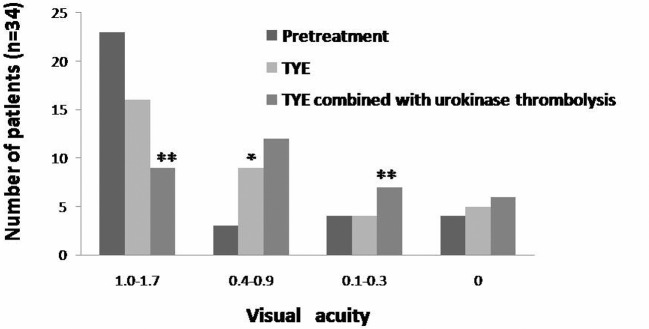 Number of patients (n=34)
25
20
15
10
5
0
Pretreatment
TYE
TYE combined with urokinase thrombolysis
**
*
**
1.0-1.7
0.4-0.9
0.1-0.3
0
Visual acuity